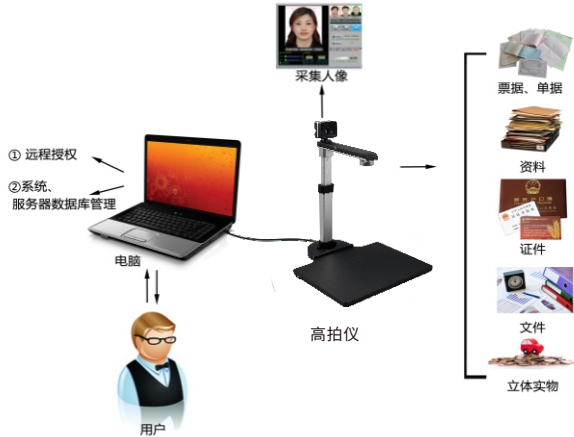 采集人像
票据、单据
① 远程授权
②系统、
服务器数据库管理
资料
电脑
证件
高拍仪
文件
立体实物
用户